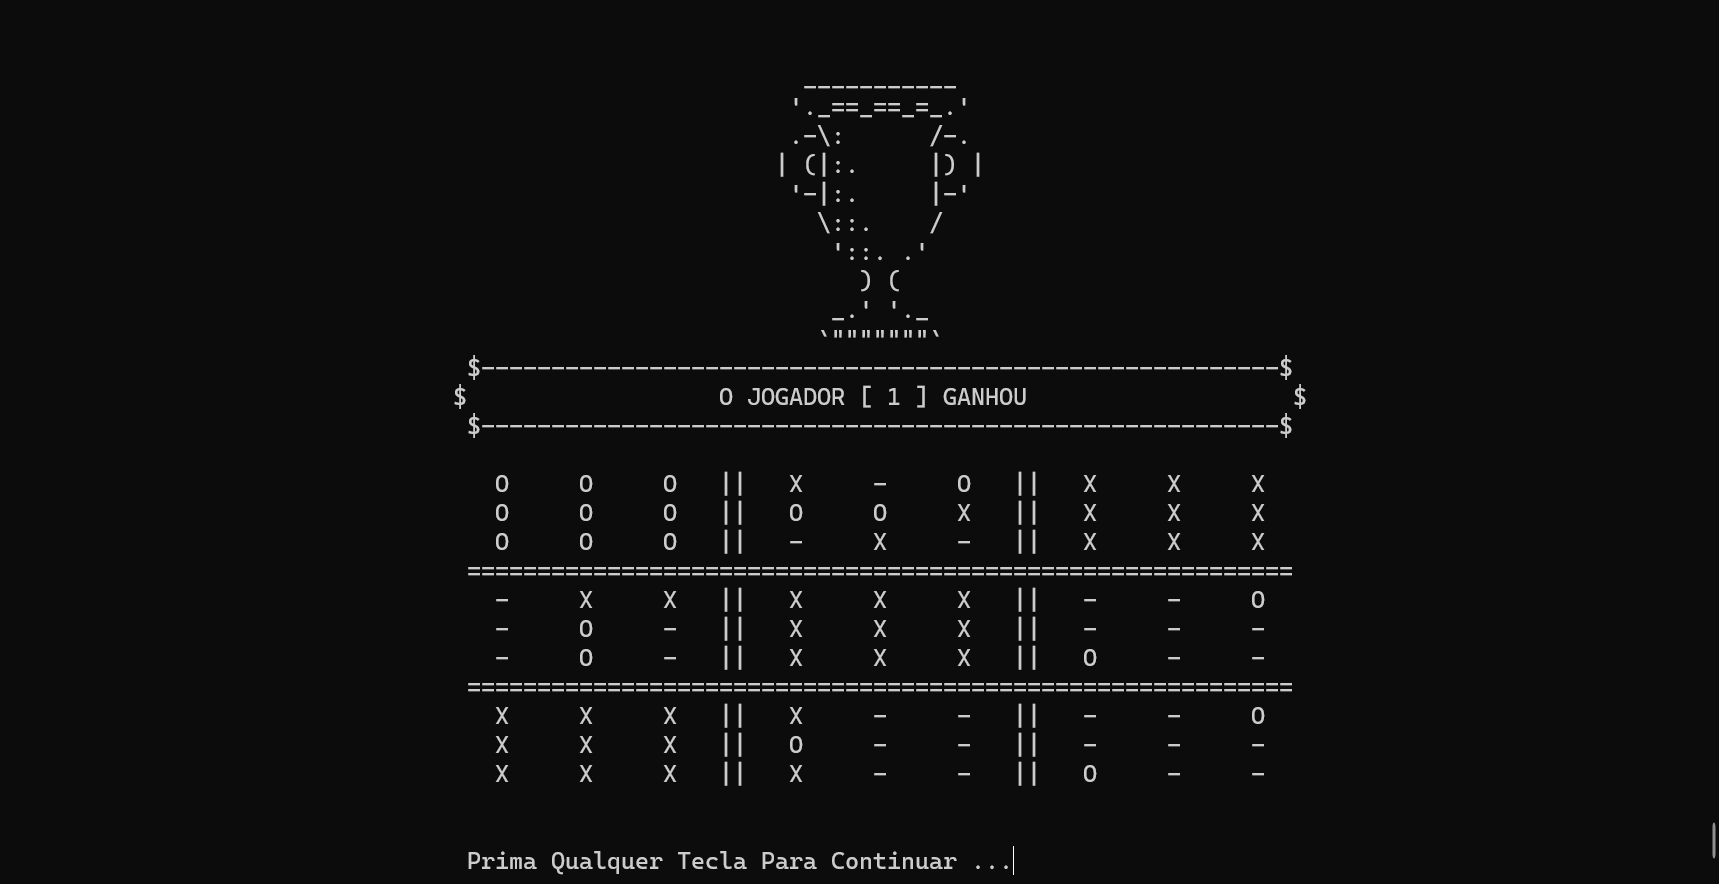 -----------
'._==_==_=_.'
.-\:      /-.
| (|:.     |) |
'-|:.     |-'
\::.    /
'::. .'
) (
_.' '._
`"""""""`
$---------------------------------------------------------$
$ O JOGADOR [ 1 ] GANHOU $
$---------------------------------------------------------$
O O O || X - O || X X X
O O O || O O X || X X X
O O O || - X - || X X X
===========================================================
- X X || X X X || - - O
- O - || X X X || - - -
- O - || X X X || O - -
===========================================================
X X X || X - - || - - O
X X X || O - - || - - -
X X X || X - - || O - -
Prima Qualquer Tecla Para Continuar ...